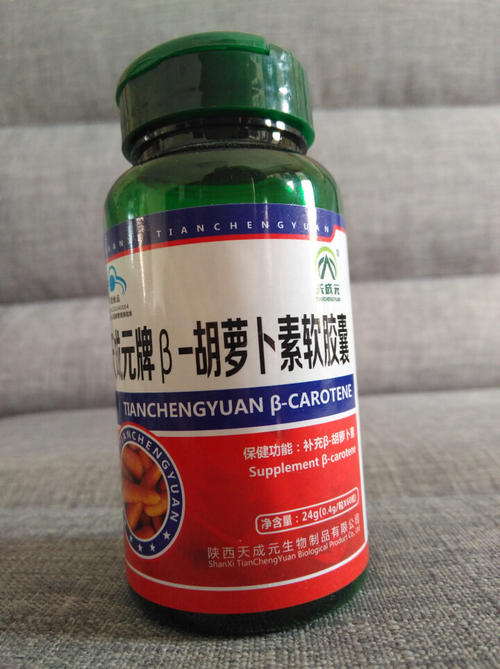 TIANCHENGYUAN
天成元
TIANCHENGYUAN
成元牌β-胡萝卜素软胶囊
TIANCHENGYUAN β-CAROTENE
保健功能：补充β-胡萝卜素
Supplement β-carotene
TIANCHENGYUAN
净含量：24g(0.4g/粒X60粒)
陕西天成元生物制品有限公司
ShanXi TianChengYuan Biological Product Co., Ltd